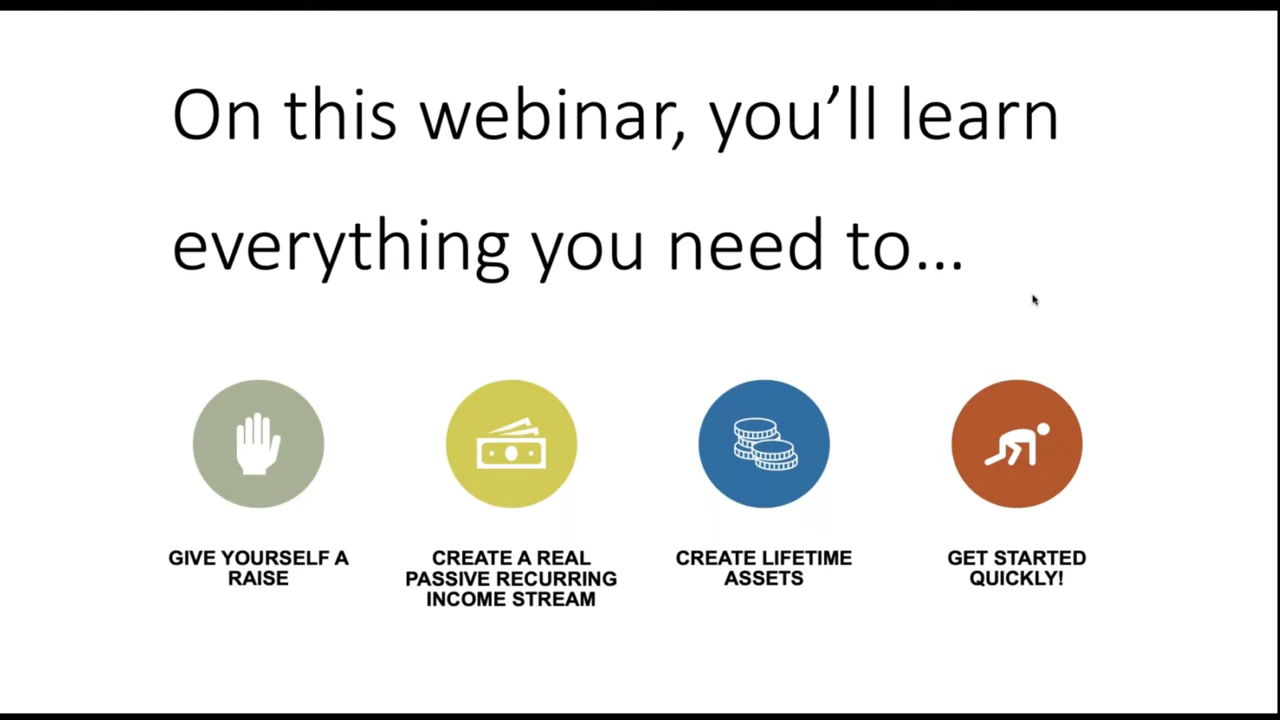 On this webinar, you’ll learn
everything you need to...
GIVE YOURSELF A
RAISE
CREATE A REAL
PASSIVE RECURRING
INCOME STREAM
CREATE LIFETIME
ASSETS
GET STARTED
QUICKLY!